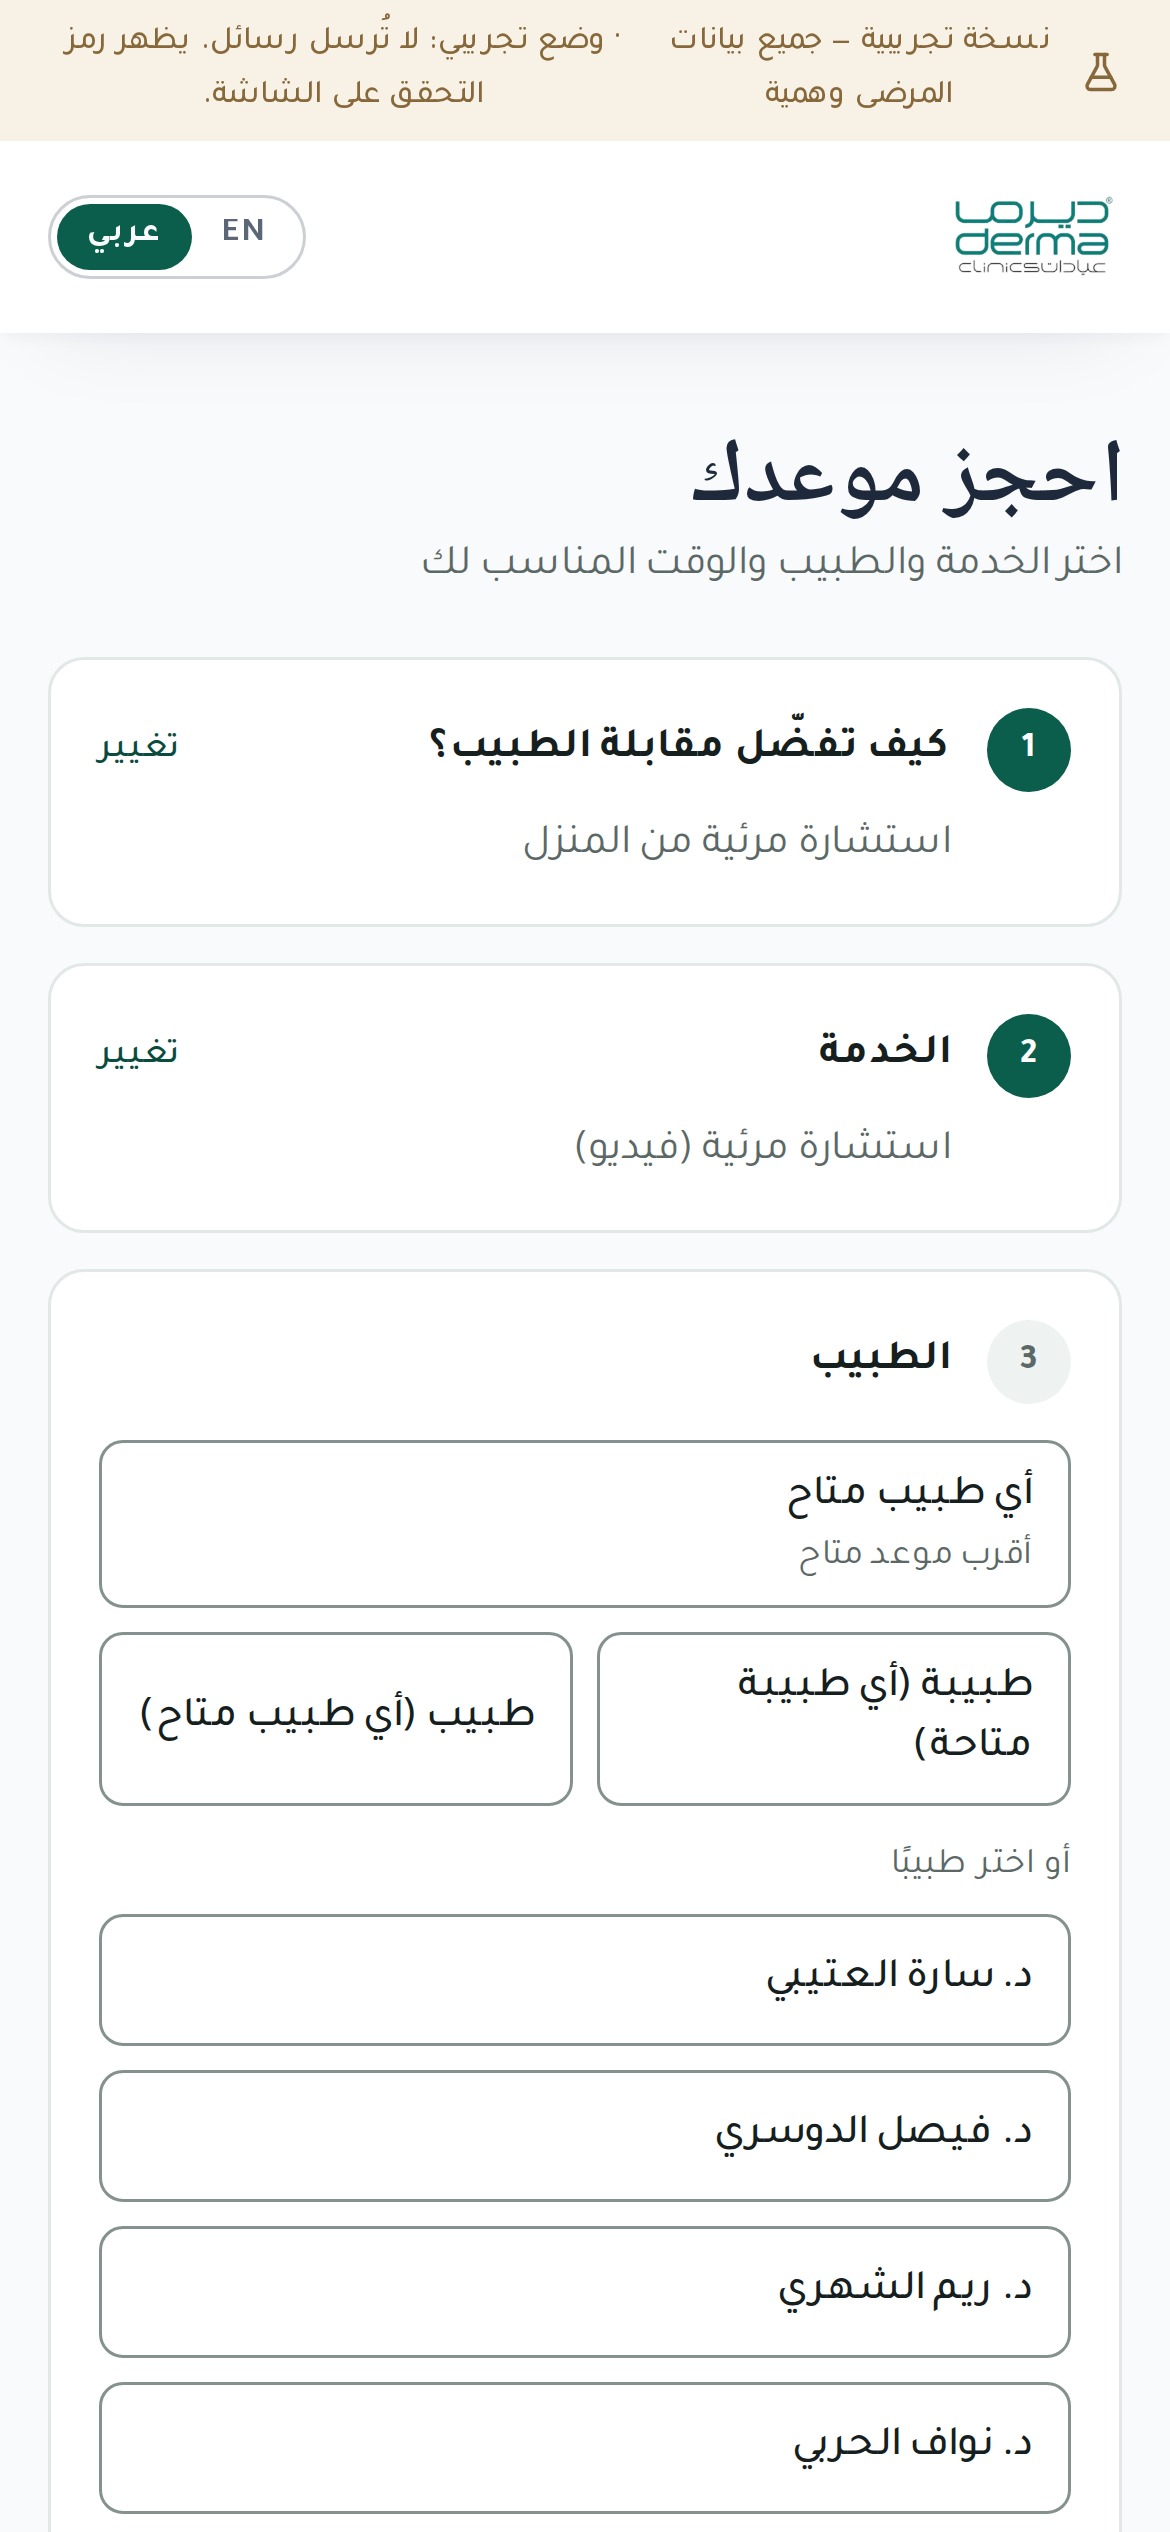 نسخة تجريبية – جميع بيانات المرضى وهمية
· وضع تجريبي: لا تُرسل رسائل. يظهر رمز التحقق على الشاشة.
ديرما®
derma
clinicsعيادات
EN
عربي
احجز موعدك
اختر الخدمة والطبيب والوقت المناسب لك
1
كيف تفضّل مقابلة الطبيب؟
تغيير
استشارة مرئية من المنزل
2
الخدمة
تغيير
استشارة مرئية (فيديو)
3
الطبيب
أي طبيب متاح
أقرب موعد متاح
طبيبة (أي طبيبة متاحة)
طبيب (أي طبيب متاح)
أو اختر طبيبًا
د. سارة العتيبي
د. فيصل الدوسري
د. ريم الشهري
د. نواف الحربي